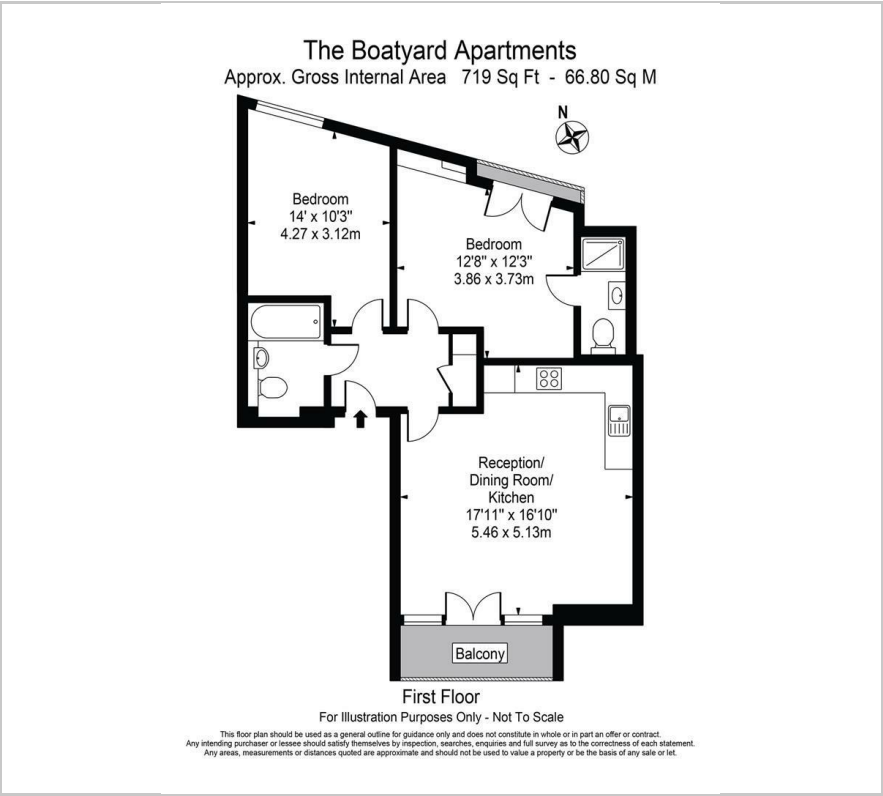 The Boatyard Apartments
Approx. Gross Internal Area 719 Sq Ft - 66.80 Sq M
N
Bedroom
14' x 10'3"
4.27 x 3.12m
Bedroom
12'8" x 12'3"
3.86 x 3.73m
Reception/
Dining Room/
Kitchen
17'11" x 16'10"
5.46 x 5.13m
Balcony
First Floor
For Illustration Purposes Only - Not To Scale
This floor plan should be used as a general outline for guidance only and does not constitute in whole or in part an offer or contract.
Any intending purchaser or lessee should satisfy themselves by inspection, searches, enquiries and full survey as to the correctness of each statement.
Any areas, measurements or distances quoted are approximate and should not be used to value a property or be the basis of any sale or let.